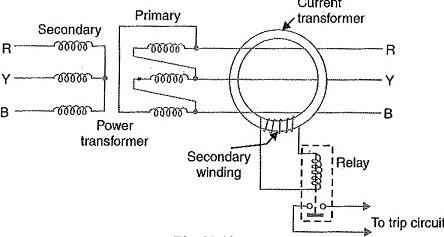 Current
transformer
Primary
Secondary
R
R
Y
Y
B
B
Power
transformer
Secondary
winding
Relay
To trip circuit